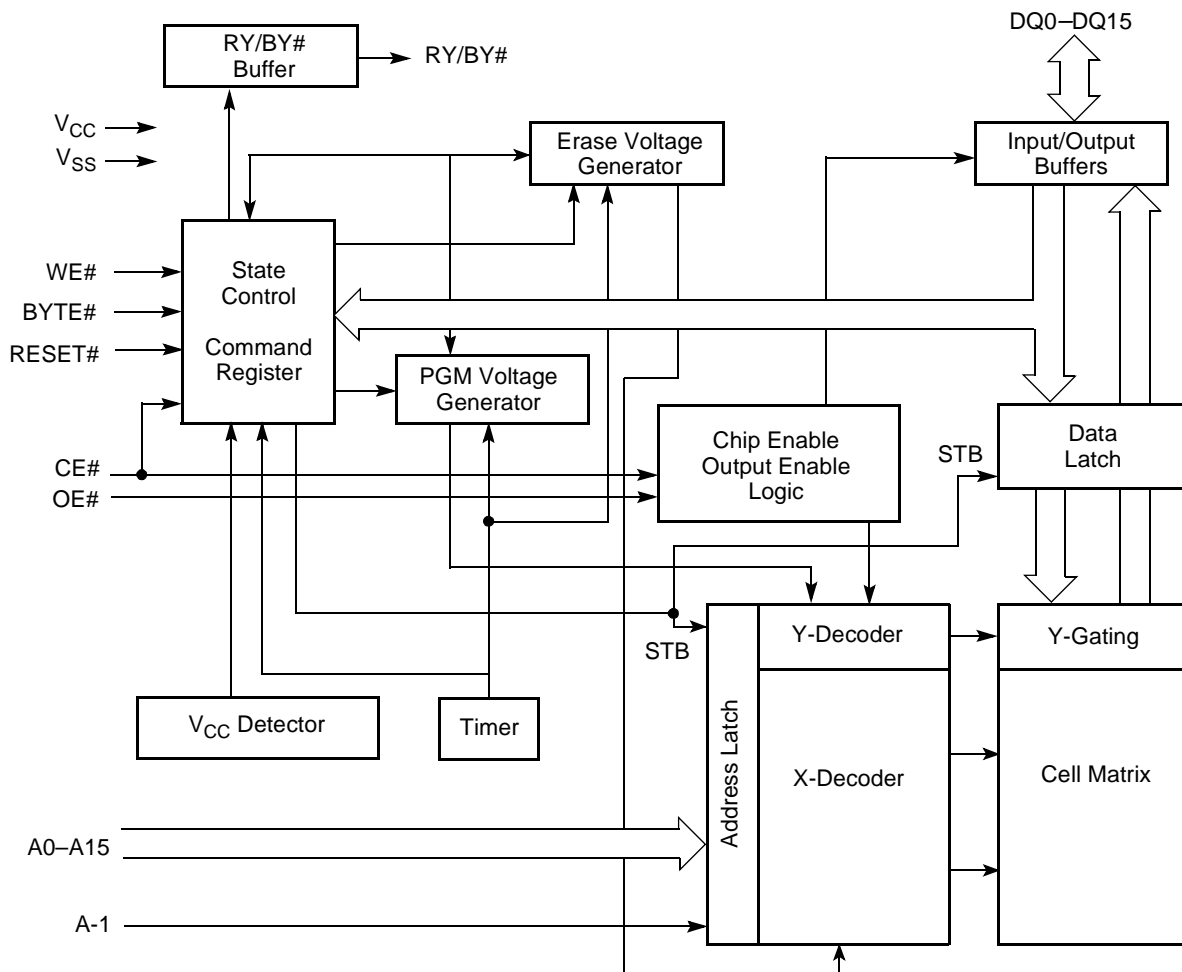 DQ0–DQ15
RY/BY#
Buffer
RY/BY#
VCC
VSS
Erase Voltage
Generator
Input/Output
Buffers
WE#
BYTE#
RESET#
State
Control
Command
Register
PGM Voltage
Generator
Chip Enable
Output Enable
Logic
STB
Data
Latch
CE#
OE#
STB
Y-Decoder
Y-Gating
VCC Detector
Timer
Address Latch
X-Decoder
Cell Matrix
A0–A15
A-1